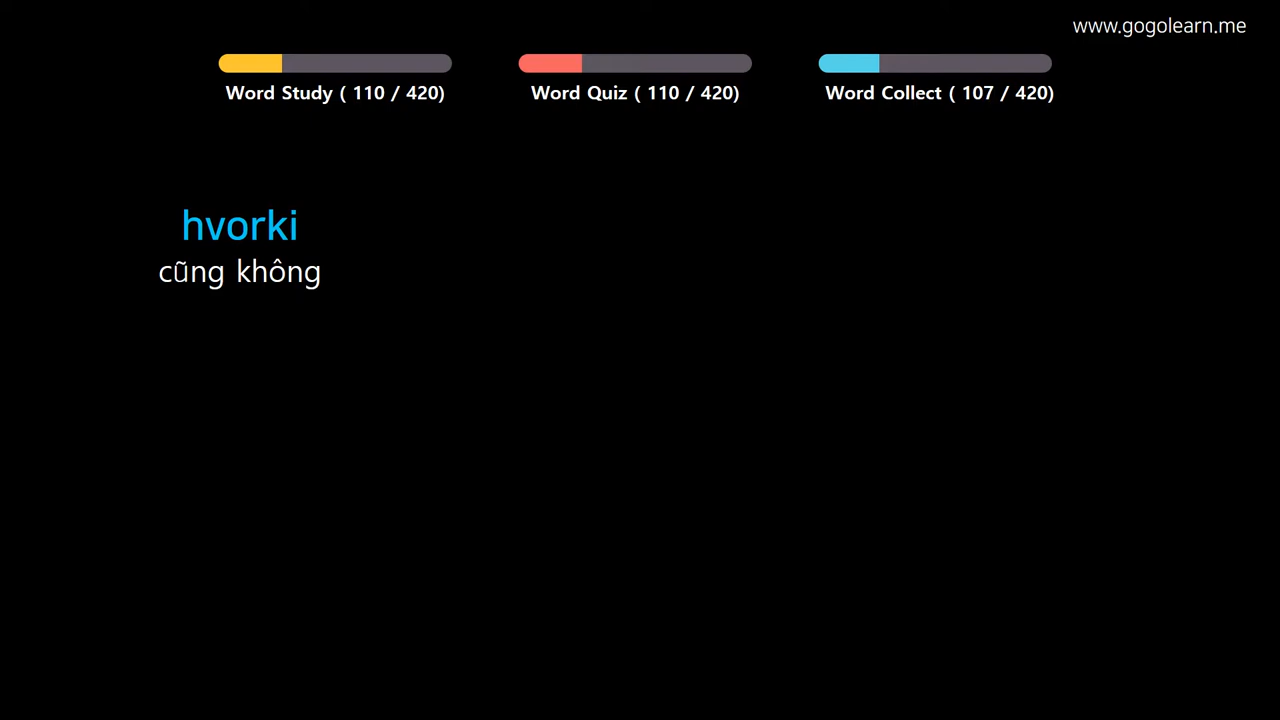 www.gogolearn.me
Word Study ( 110 / 420)
Word Quiz ( 110 / 420)
Word Collect ( 107 / 420)
hvorki
cũng không